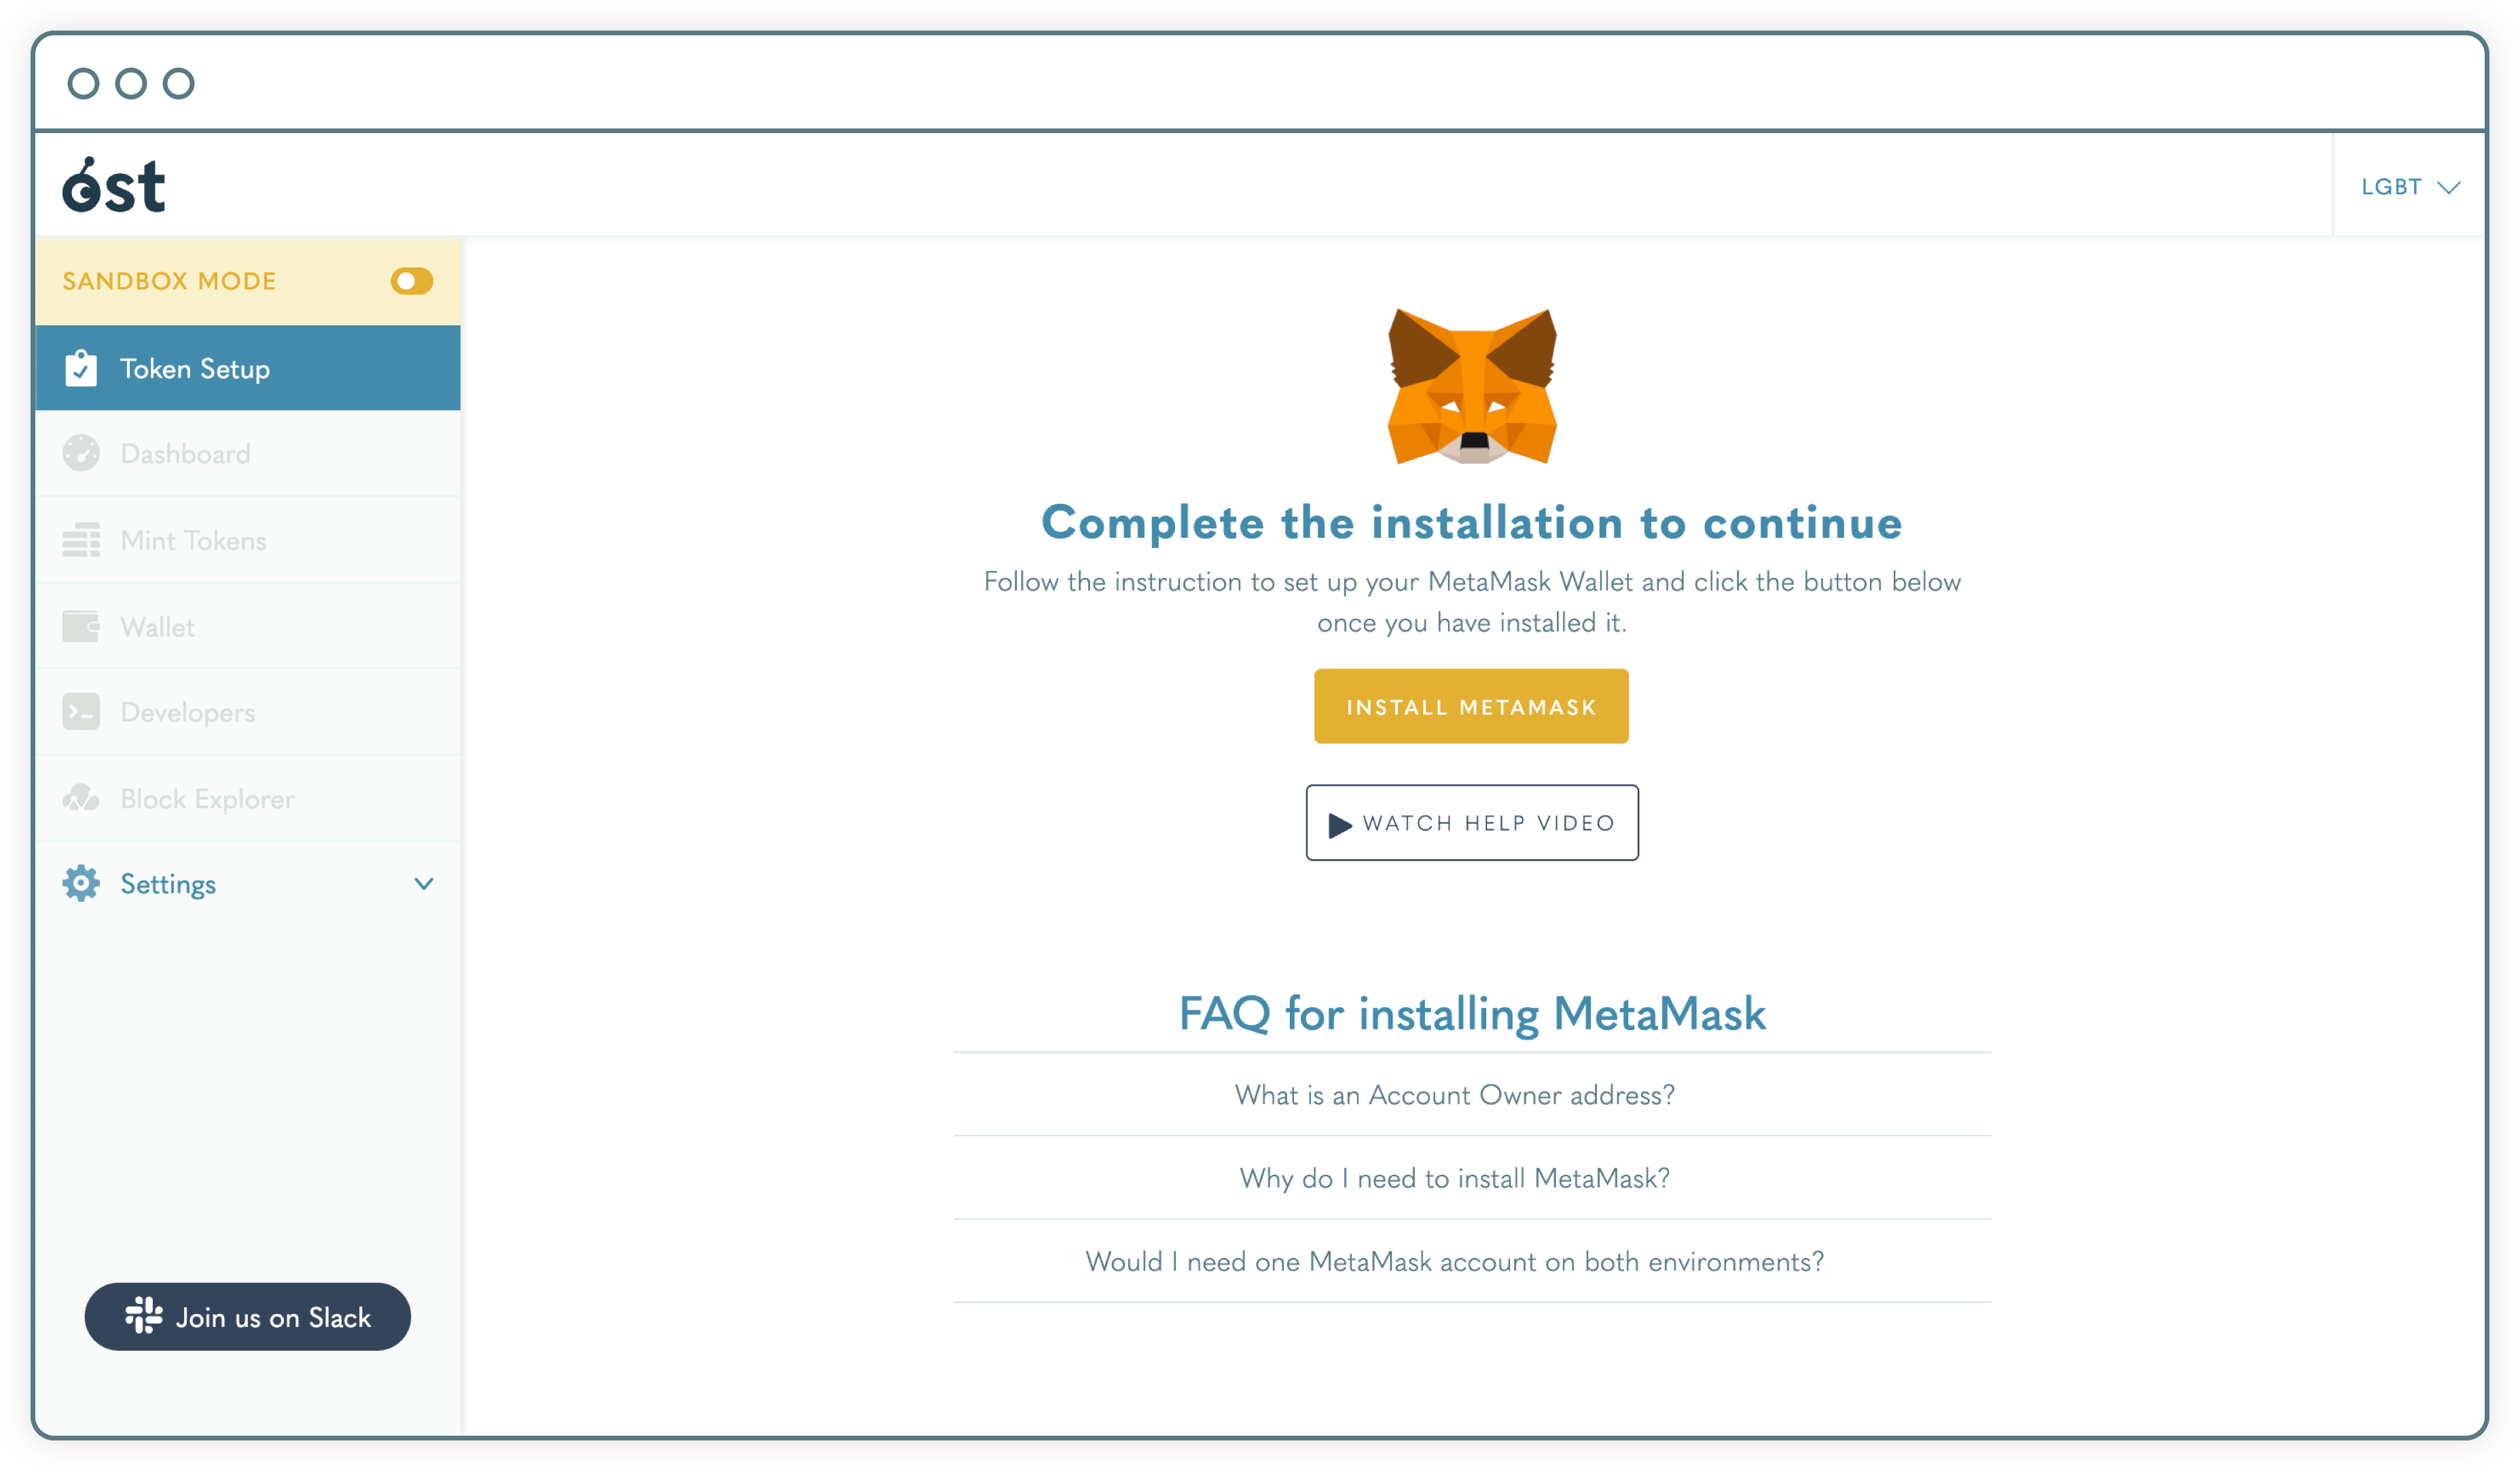 ost
LGBT
SANDBOX MODE
Token Setup
Dashboard
Mint Tokens
Wallet
Developers
Block Explorer
Settings
Join us on Slack
Complete the installation to continue
Follow the instruction to set up your MetaMask Wallet and click the button below
once you have installed it.
INSTALL METAMASK
WATCH HELP VIDEO
FAQ for installing MetaMask
What is an Account Owner address?
Why do I need to install MetaMask?
Would I need one MetaMask account on both environments?